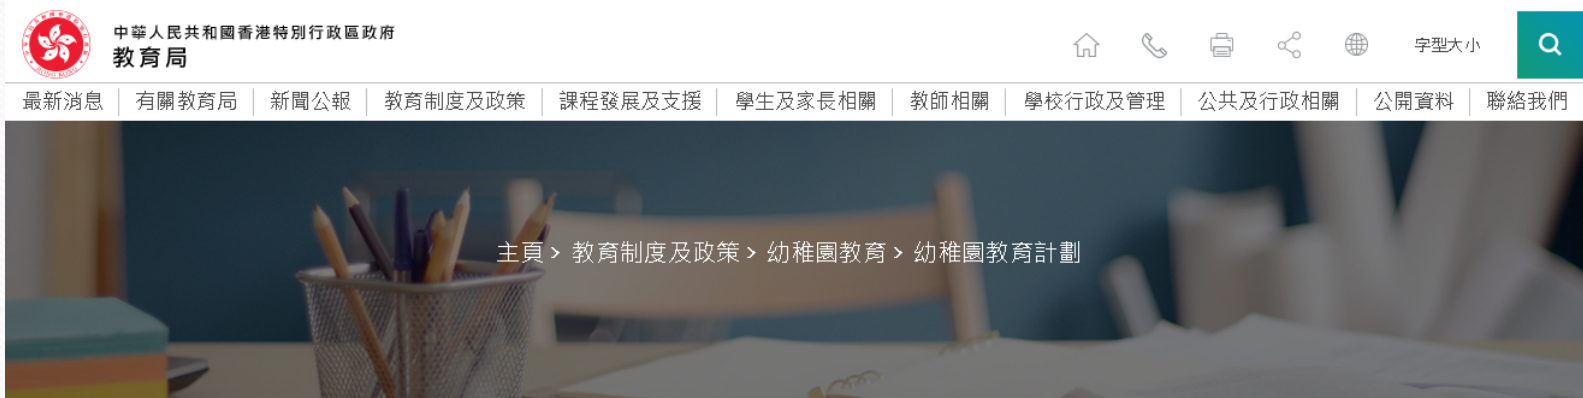 中華人民共和國香港特別行政區政府
教育局
字型大小
最新消息 有關教育局 新聞公報 教育制度及政策 課程發展及支援 學生及家長相關 教師相關 學校行政及管理 公共及行政相關 公開資料 聯絡我們
主頁 > 教育制度及政策 > 幼稚園教育 > 幼稚園教育計劃